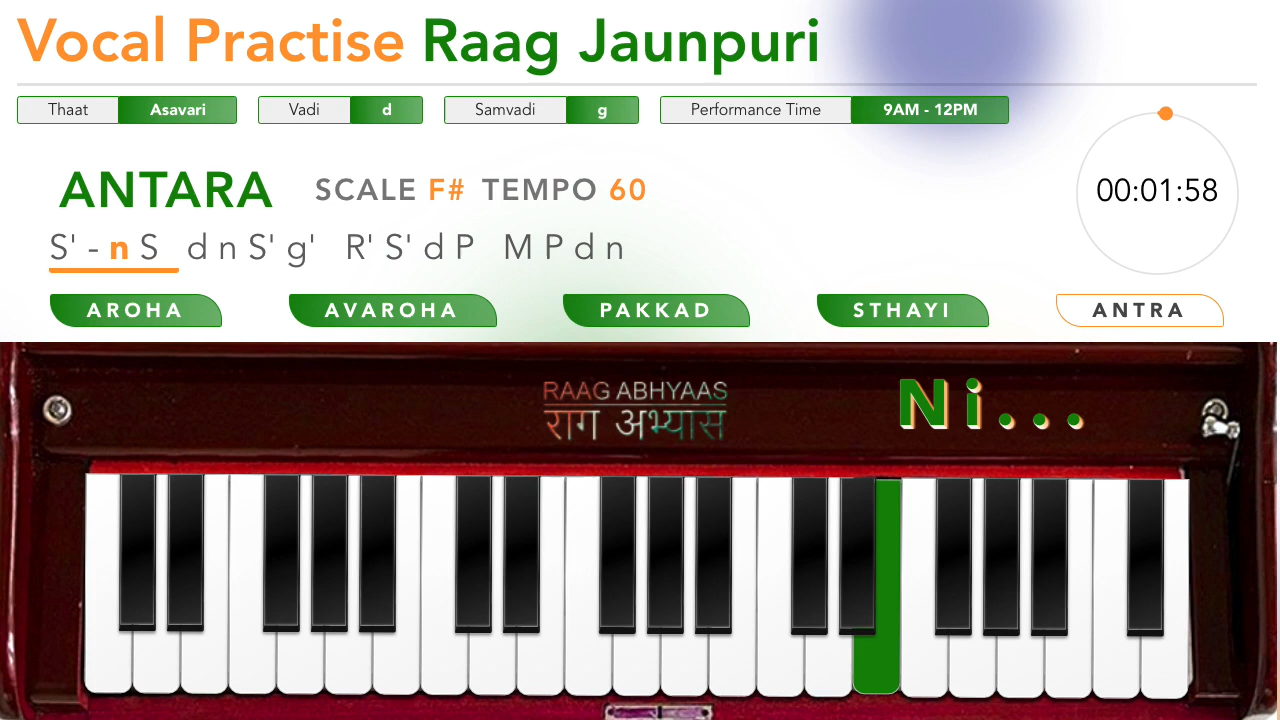 Vocal Practise Raag Jaunpuri
Thaat Asavari Vadi d Samvadi g Performance Time 9AM - 12PM
ANTARA SCALE F# TEMPO 60
00:01:58
S' - n S d n S' g' R' S' d P M P d n
AROHA AVAROHA PAKKAD STHAYI ANTRA
RAAG ABHYAAS
राग अभ्यास
Ni...